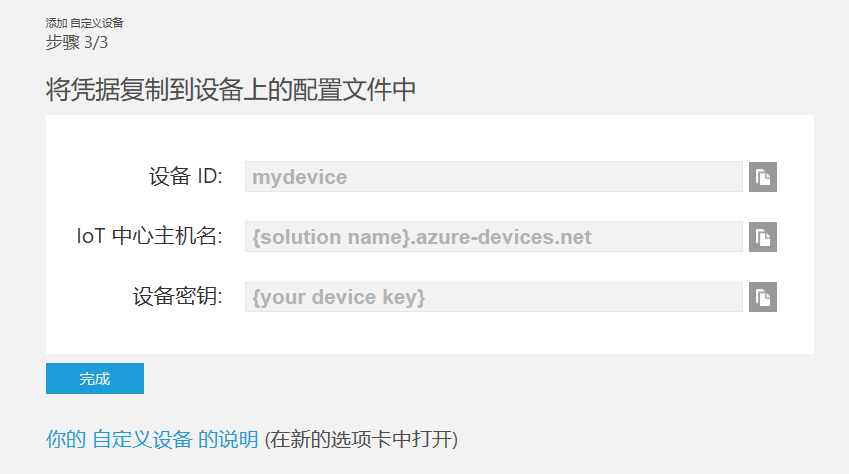 添加 自定义设备
步骤 3/3
将凭据复制到设备上的配置文件中
设备 ID: mydevice
IoT 中心主机名: {solution name}.azure-devices.net
设备密钥: {your device key}
完成
你的 自定义设备 的说明 (在新的选项卡中打开)